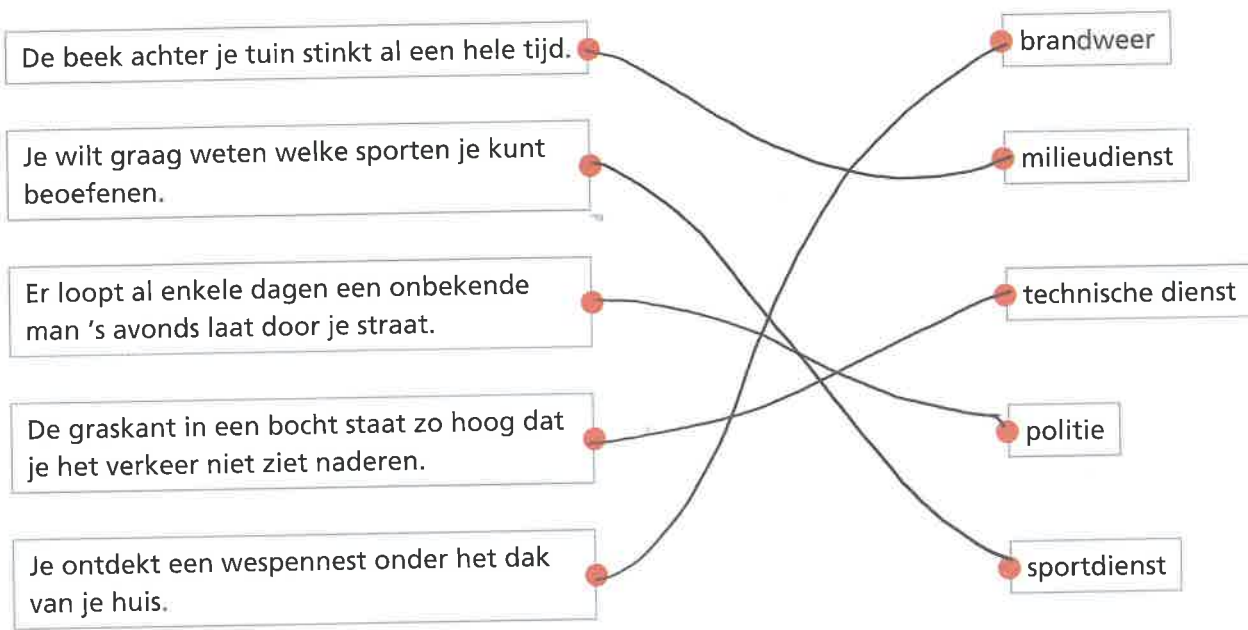 De beek achter je tuin stinkt al een hele tijd.
Je wilt graag weten welke sporten je kunt
beoefenen.
Er loopt al enkele dagen een onbekende
man 's avonds laat door je straat.
De graskant in een bocht staat zo hoog dat
je het verkeer niet ziet naderen.
Je ontdekt een wespennest onder het dak
van je huis.
brandweer
milieudienst
technische dienst
politie
sportdienst